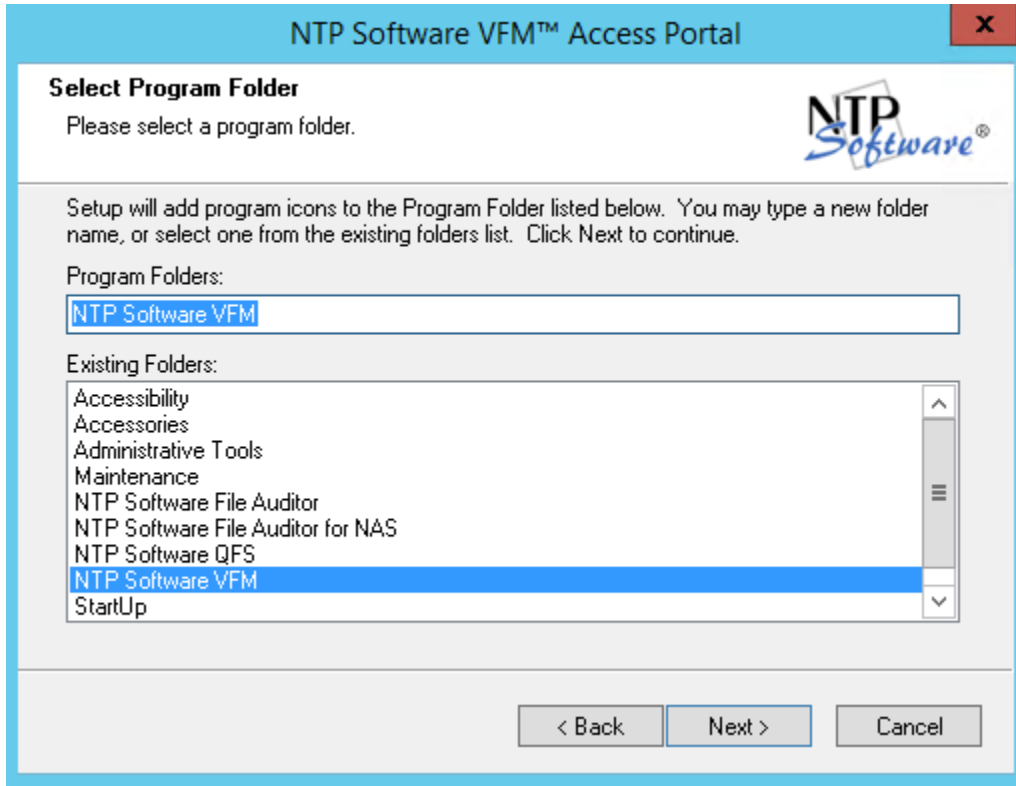 NTP Software VFM™ Access Portal
x
Select Program Folder
Please select a program folder.
NTP
Software®
Setup will add program icons to the Program Folder listed below. You may type a new folder
name, or select one from the existing folders list. Click Next to continue.
Program Folders:
NTP Software VFM
Existing Folders:
Accessibility
Accessories
Administrative Tools
Maintenance
NTP Software File Auditor
NTP Software File Auditor for NAS
NTP Software QFS
NTP Software VFM
StartUp
< Back
Next >
Cancel